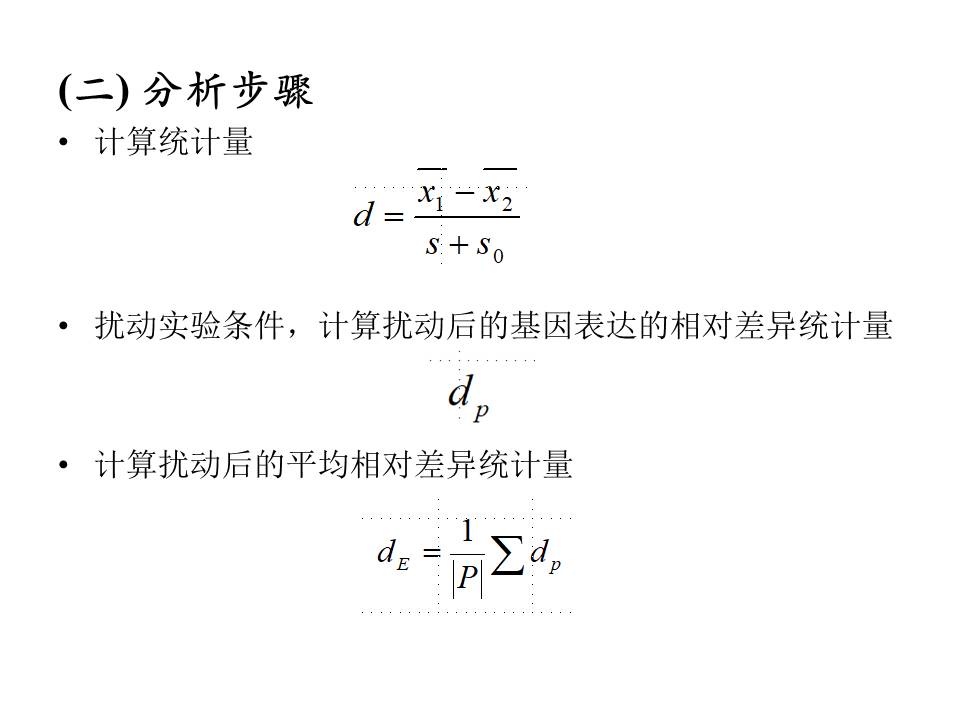 (二) 分析步骤
• 计算统计量
d = \frac{\overline{x_1} - \overline{x_2}}{s + s_0}
• 扰动实验条件，计算扰动后的基因表达的相对差异统计量
d_p
• 计算扰动后的平均相对差异统计量
d_E = \frac{1}{|P|} \sum d_p